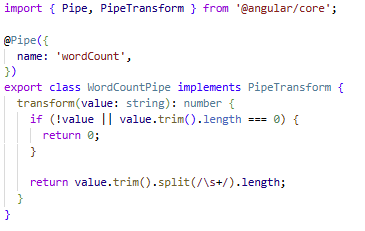 import { Pipe, PipeTransform } from '@angular/core';

@Pipe({
  name: 'wordCount',
})
export class WordCountPipe implements PipeTransform {
  transform(value: string): number {
    if (!value || value.trim().length === 0) {
      return 0;
    }

    return value.trim().split(/\s+/).length;
  }
}